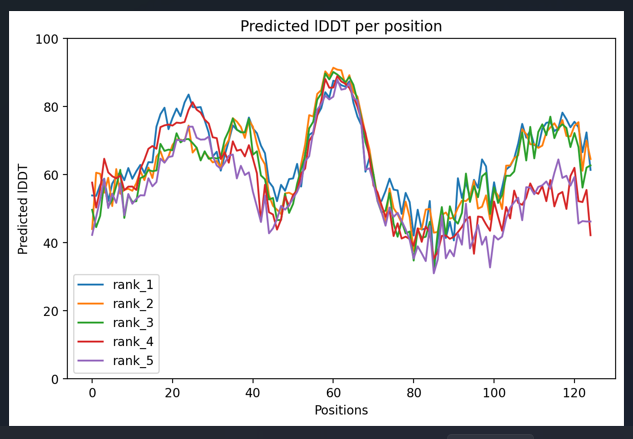 Predicted lDDT per position
Predicted lDDT
100
80
60
40
20
0
rank_1
rank_2
rank_3
rank_4
rank_5
0 20 40 60 80 100 120
Positions